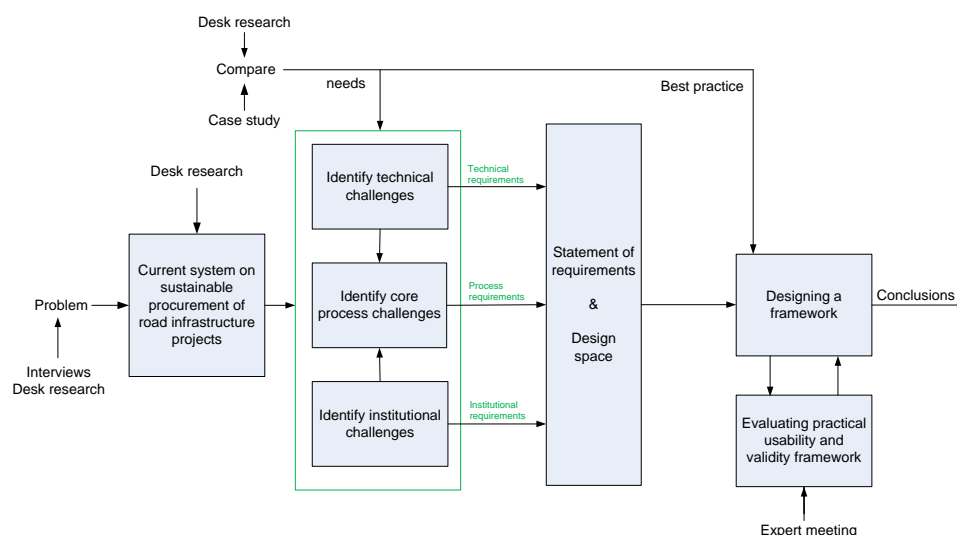 Desk research
Compare
Case study
needs
Best practice
Desk research
Problem
Interviews
Desk research
Current system on
sustainable
procurement of
road infrastructure
projects
Identify technical
challenges
Identify core
process challenges
Identify institutional
challenges
Technical
requirements
Process
requirements
Institutional
requirements
Statement of
requirements
&
Design
space
Designing a
framework
Conclusions
Evaluating practical
usability and
validity framework
Expert meeting